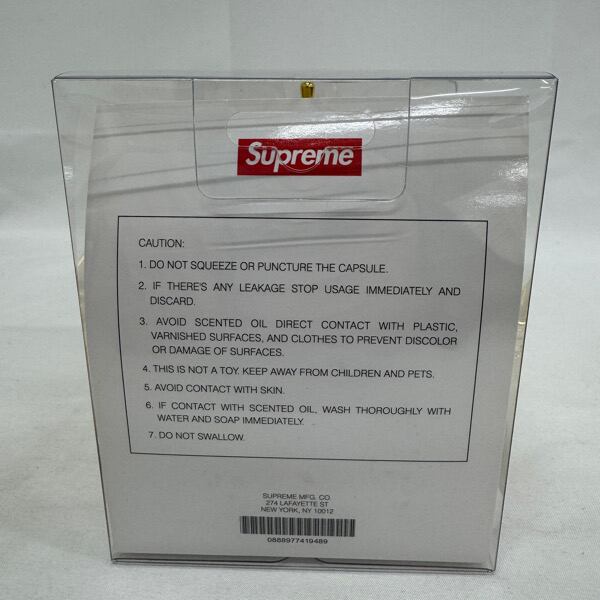 Supreme
CAUTION:
1. DO NOT SQUEEZE OR PUNCTURE THE CAPSULE.
2. IF THERE'S ANY LEAKAGE STOP USAGE IMMEDIATELY AND
DISCARD.
3. AVOID SCENTED OIL DIRECT CONTACT WITH PLASTIC,
VARNISHED SURFACES, AND CLOTHES TO PREVENT DISCOLOR
OR DAMAGE OF SURFACES.
4. THIS IS NOT A TOY. KEEP AWAY FROM CHILDREN AND PETS.
5. AVOID CONTACT WITH SKIN.
6. IF CONTACT WITH SCENTED OIL, WASH THOROUGHLY WITH
WATER AND SOAP IMMEDIATELY.
7. DO NOT SWALLOW.
SUPREME MFG. CO.
274 LAFAYETTE ST
NEW YORK, NY 10012
0888977419489